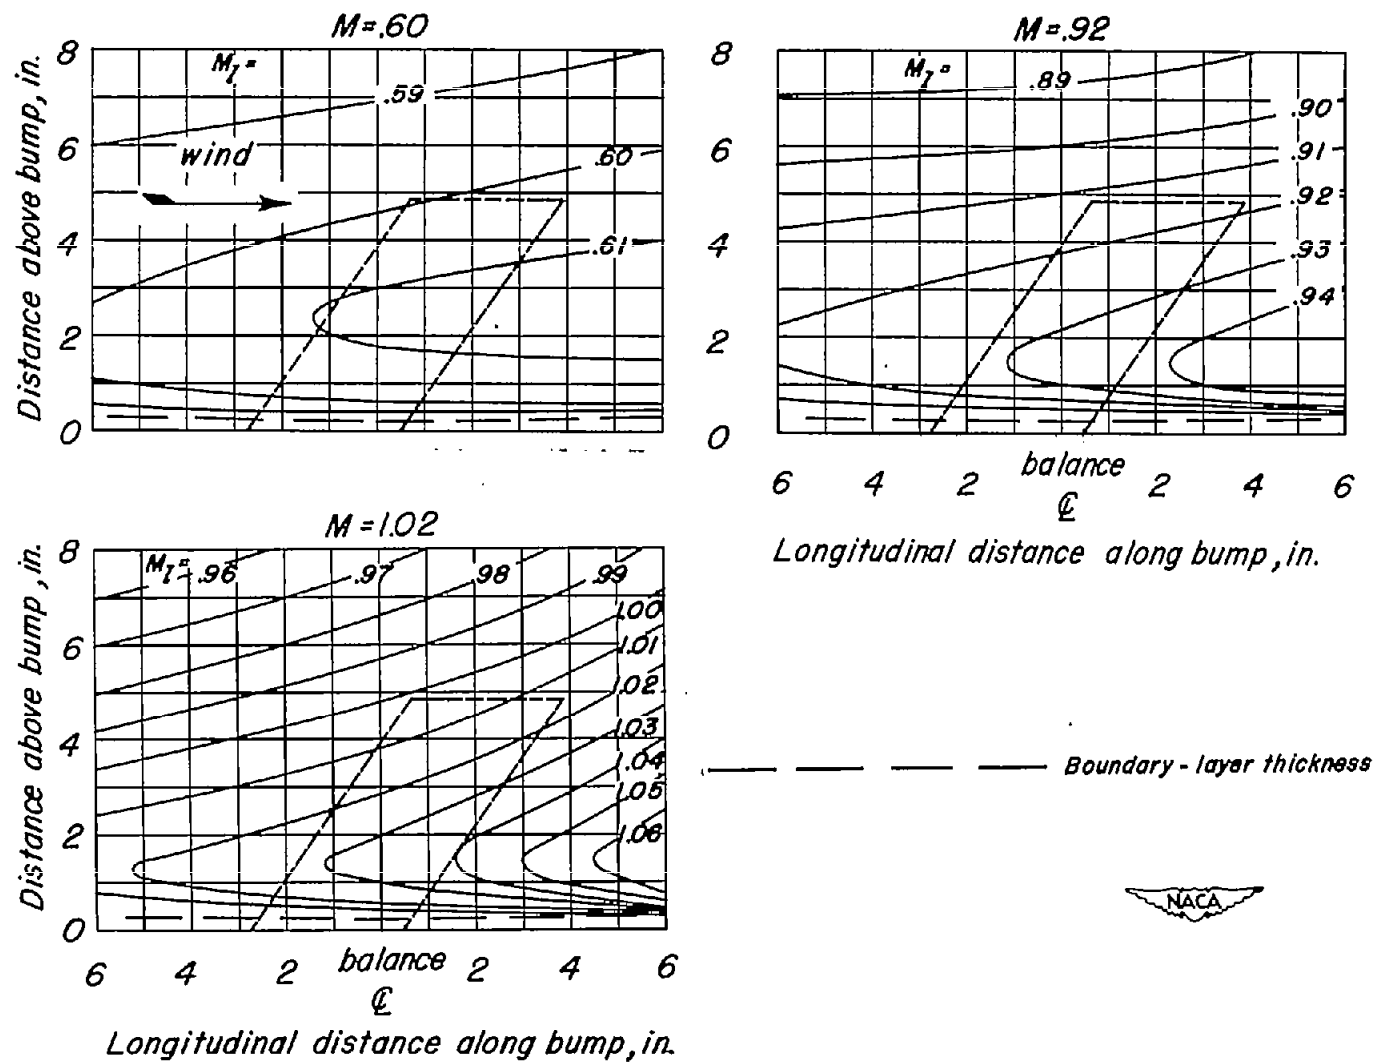 M=.60
8
6
4
2
0
Distance above bump, in.
M_l=
.59
wind
.60
.61
M=.92
8
6
4
2
0
M_l=
.89
.90
.91
.92
.93
.94
6 4 2 balance ℄ 2 4 6
Longitudinal distance along bump, in.
M=1.02
8
6
4
2
0
Distance above bump, in.
M_l= .96
.97
.98
.99
1.00
1.01
1.02
1.03
1.04
1.05
1.06
6 4 2 balance ℄ 2 4 6
Longitudinal distance along bump, in.
Boundary-layer thickness
NACA